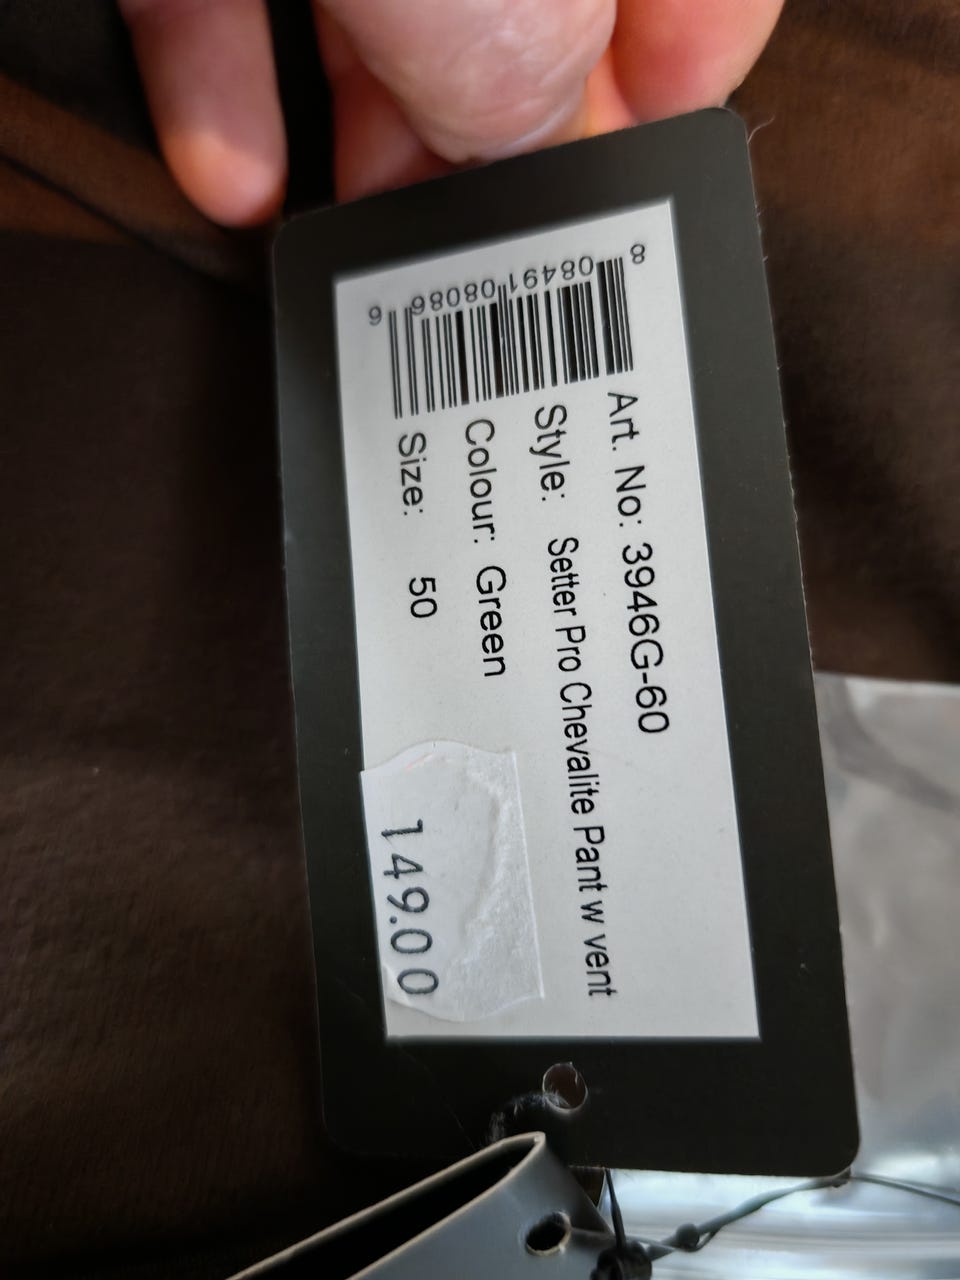 8 08491 08086 6
Art. No: 3946G-60
Style: Setter Pro Chevalite Pant w vent
Colour: Green
Size: 50
149.00